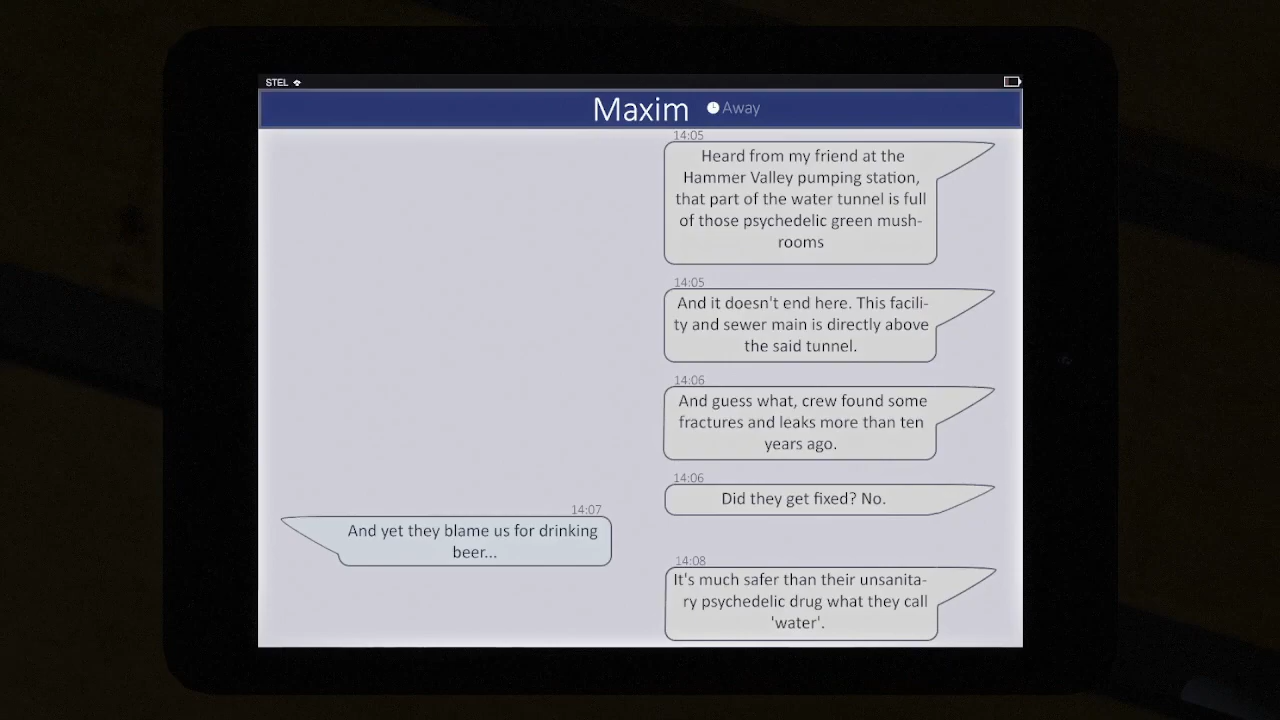 STEL
Maxim Away
14:05
Heard from my friend at the
Hammer Valley pumping station,
that part of the water tunnel is full
of those psychedelic green mush-
rooms
14:05
And it doesn't end here. This facili-
ty and sewer main is directly above
the said tunnel.
14:06
And guess what, crew found some
fractures and leaks more than ten
years ago.
14:06
Did they get fixed? No.
14:07
And yet they blame us for drinking
beer...
14:08
It's much safer than their unsanita-
ry psychedelic drug what they call
'water'.